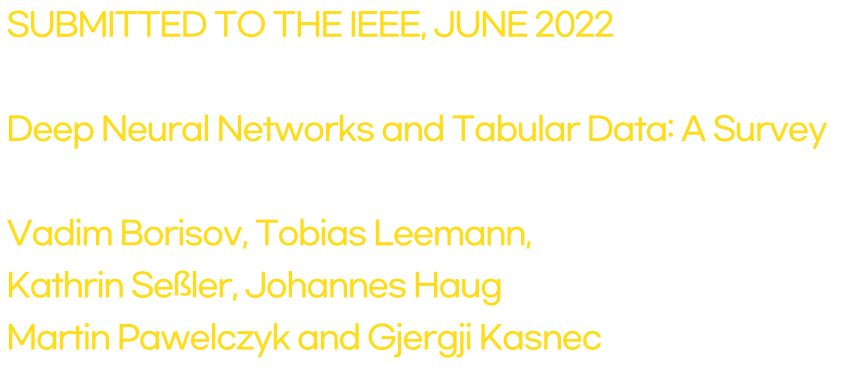 SUBMITTED TO THE IEEE, JUNE 2022
Deep Neural Networks and Tabular Data: A Survey
Vadim Borisov, Tobias Leemann,
Kathrin Seßler, Johannes Haug
Martin Pawelczyk and Gjergji Kasnec